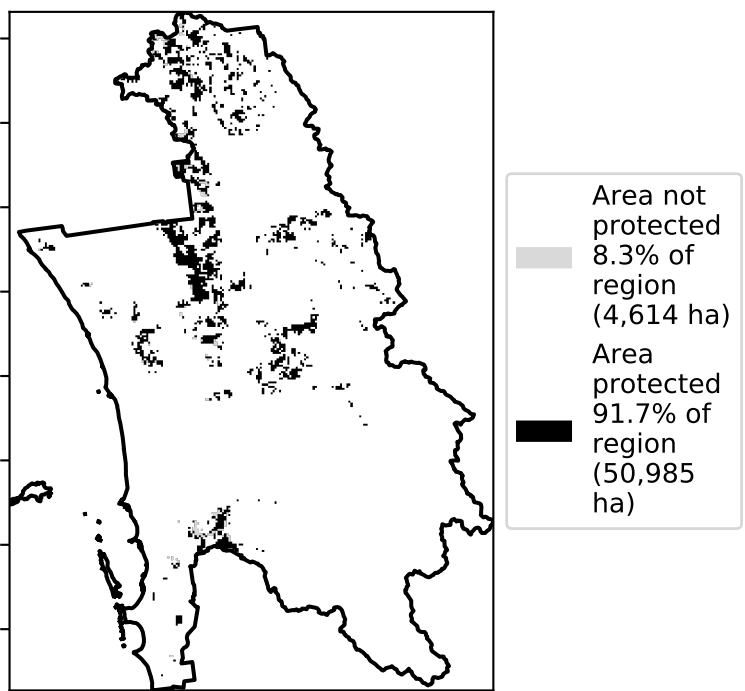 Area not
protected
8.3% of
region
(4,614 ha)
Area
protected
91.7% of
region
(50,985
ha)